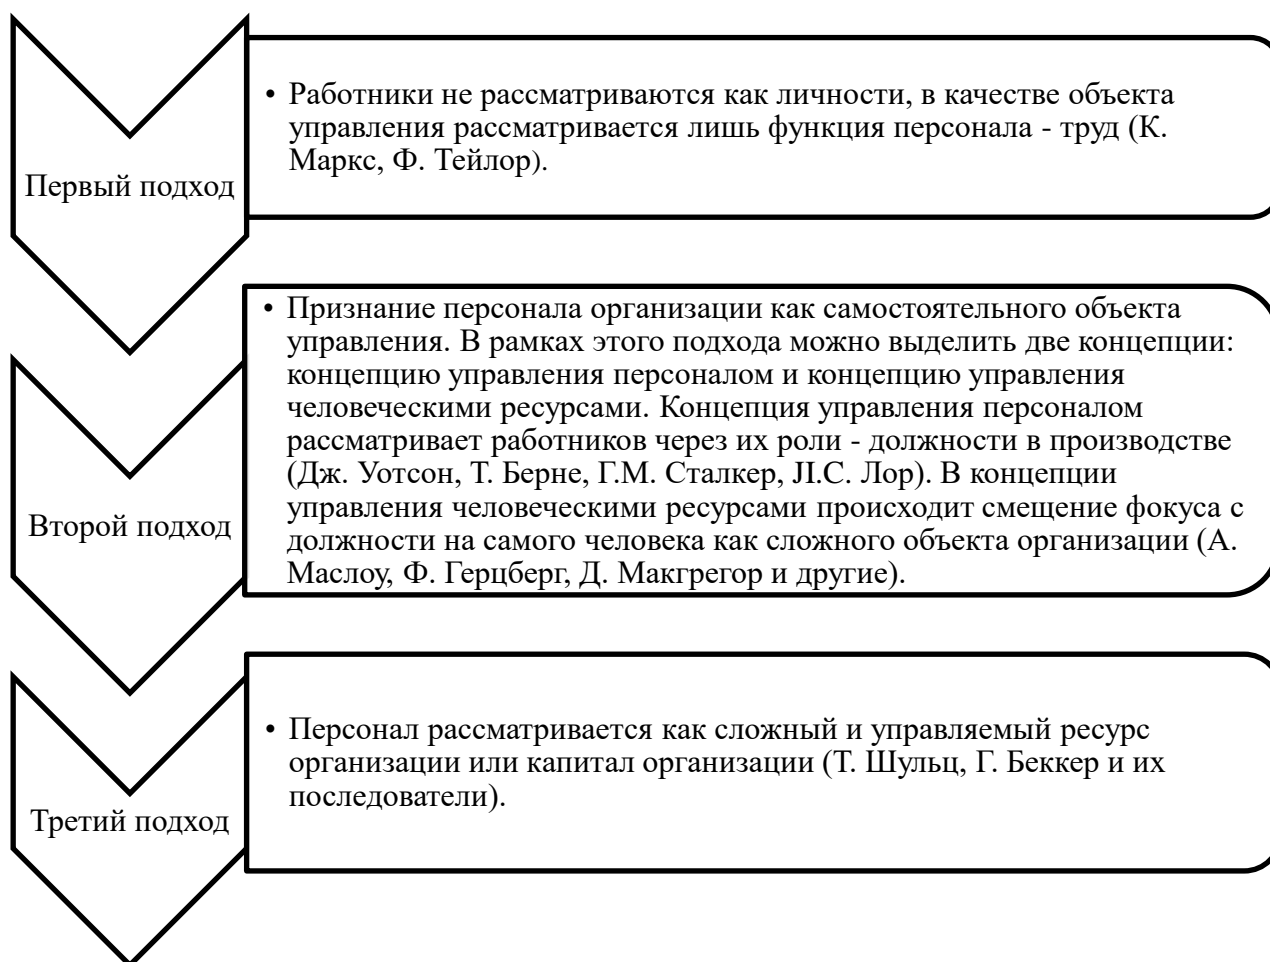 Первый подход
• Работники не рассматриваются как личности, в качестве объекта
управления рассматривается лишь функция персонала - труд (К.
Маркс, Ф. Тейлор).
Второй подход
• Признание персонала организации как самостоятельного объекта
управления. В рамках этого подхода можно выделить две концепции:
концепцию управления персоналом и концепцию управления
человеческими ресурсами. Концепция управления персоналом
рассматривает работников через их роли - должности в производстве
(Дж. Уотсон, Т. Берне, Г.М. Сталкер, JI.C. Лор). В концепции
управления человеческими ресурсами происходит смещение фокуса с
должности на самого человека как сложного объекта организации (А.
Маслоу, Ф. Герцберг, Д. Макгрегор и другие).
Третий подход
• Персонал рассматривается как сложный и управляемый ресурс
организации или капитал организации (Т. Шульц, Г. Беккер и их
последователи).